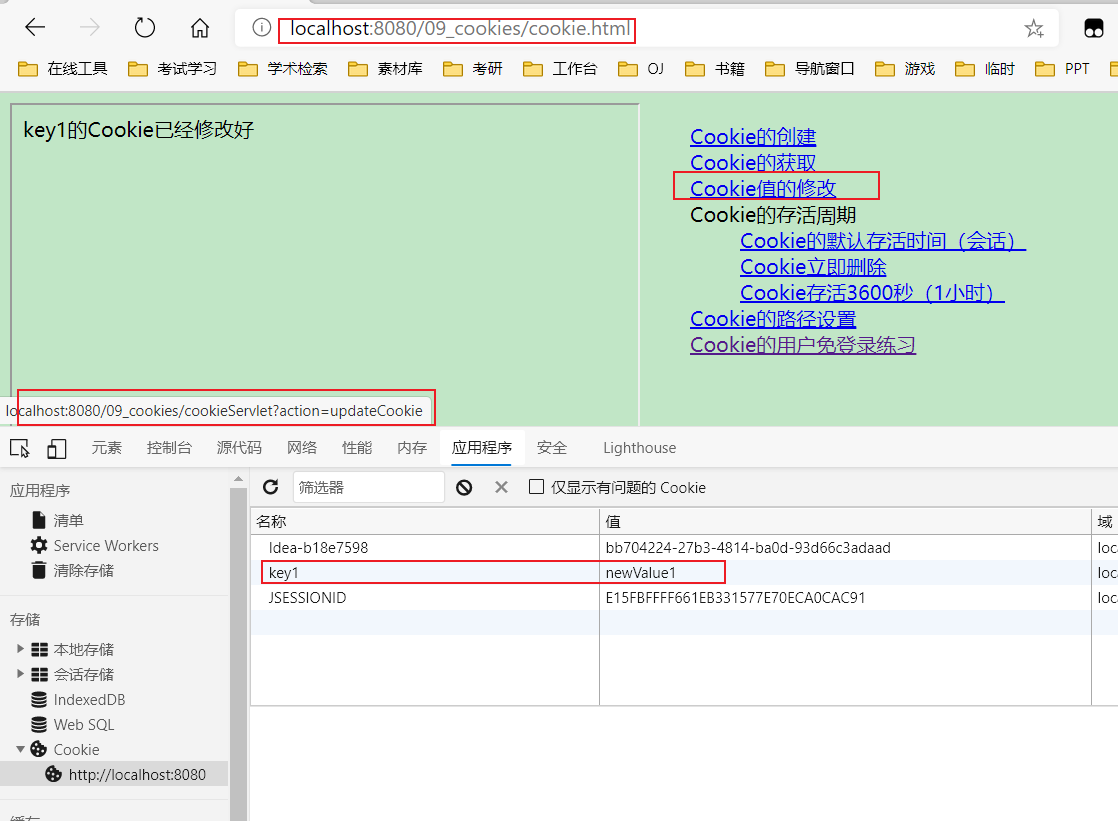 localhost:8080/09_cookies/cookie.html
在线工具 考试学习 学术检索 素材库 考研 工作台 OJ 书籍 导航窗口 游戏 临时 PPT
key1的Cookie已经修改好
Cookie的创建
Cookie的获取
Cookie值的修改
Cookie的存活周期
Cookie的默认存活时间（会话）
Cookie立即删除
Cookie存活3600秒（1小时）
Cookie的路径设置
Cookie的用户免登录练习
localhost:8080/09_cookies/cookieServlet?action=updateCookie
元素 控制台 源代码 网络 性能 内存 应用程序 安全 Lighthouse
应用程序
清单
Service Workers
清除存储
存储
本地存储
会话存储
IndexedDB
Web SQL
Cookie
http://localhost:8080
筛选器 仅显示有问题的 Cookie
名称 值 域
Idea-b18e7598 bb704224-27b3-4814-ba0d-93d66c3adaad loc
key1 newValue1 loc
JSESSIONID E15FBFFFF661EB331577E70ECA0CAC91 loc